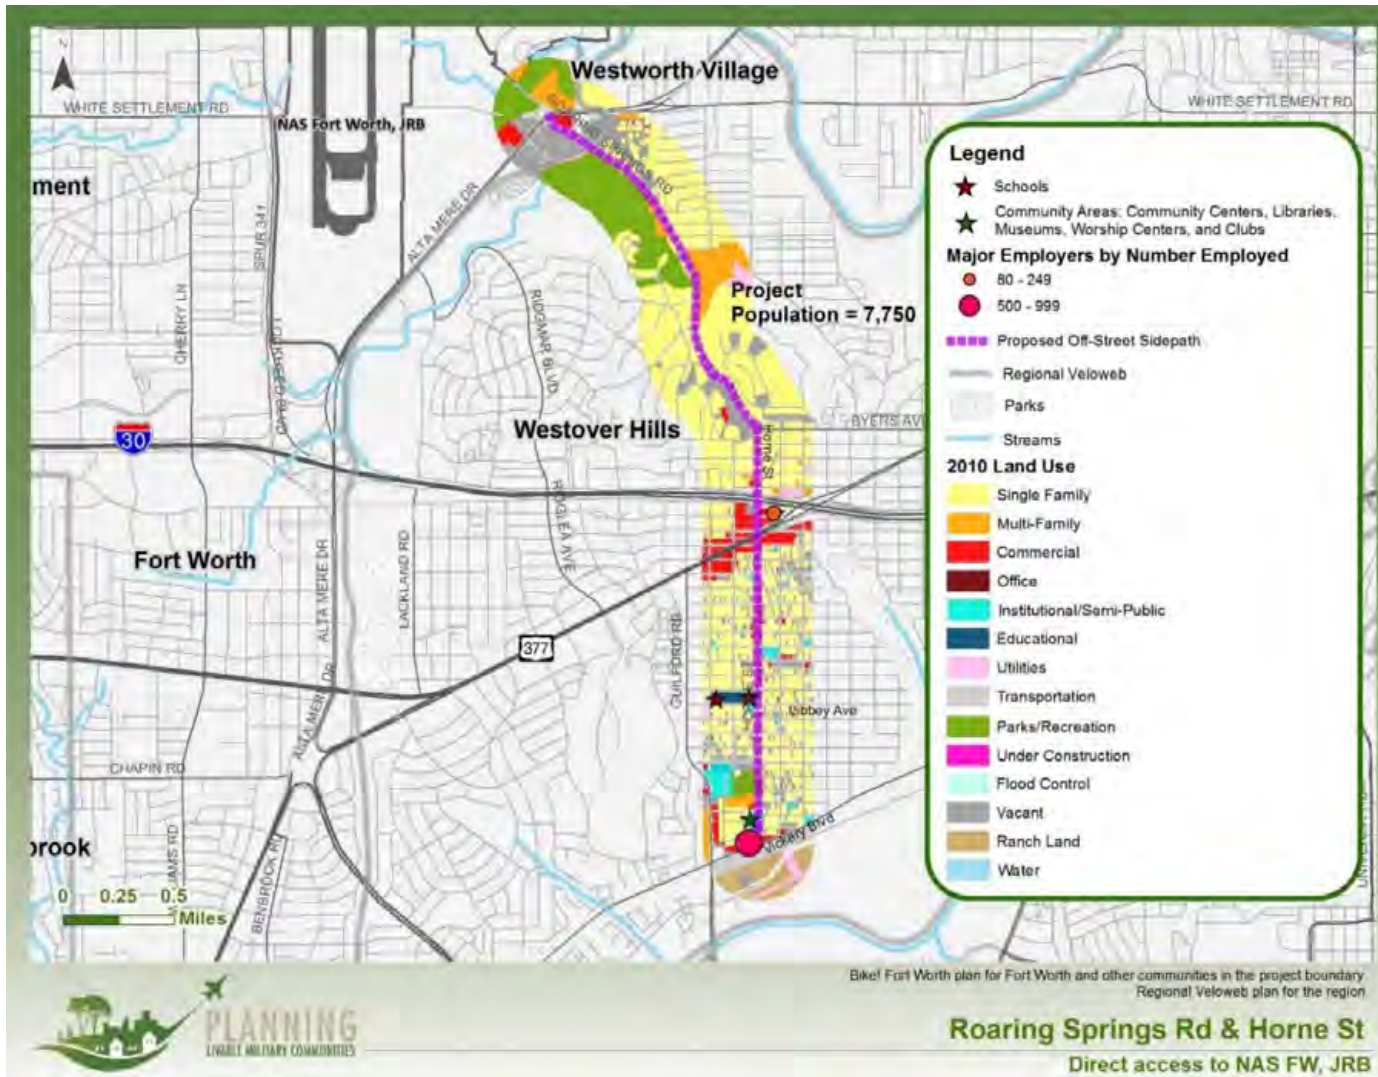 Westworth Village
WHITE SETTLEMENT RD
WHITE SETTLEMENT RD
NAS Fort Worth, JRB
ment
ALTA MERE DR
SPUR 341
CHERRY LN
RIDGMAR BLVD
Project
Population = 7,750
Westover Hills
BYERS AV
Horne St
30
RIDGLEA AVE
Fort Worth
LACKLAND RD
ALTA MERE DR
377
GUILFORD RD
Libbey Ave
ALTA MERE DR
CHAPIN RD
Vickery Blvd
brook
BENBROOK RD
0 0.25 0.5
Miles
Legend
Schools
Community Areas: Community Centers, Libraries,
Museums, Worship Centers, and Clubs
Major Employers by Number Employed
80 - 249
500 - 999
Proposed Off-Street Sidepath
Regional Veloweb
Parks
Streams
2010 Land Use
Single Family
Multi-Family
Commercial
Office
Institutional/Semi-Public
Educational
Utilities
Transportation
Parks/Recreation
Under Construction
Flood Control
Vacant
Ranch Land
Water
Bike! Fort Worth plan for Fort Worth and other communities in the project boundary
Regional Veloweb plan for the region
PLANNING
LIVABLE MILITARY COMMUNITIES
Roaring Springs Rd & Horne St
Direct access to NAS FW, JRB